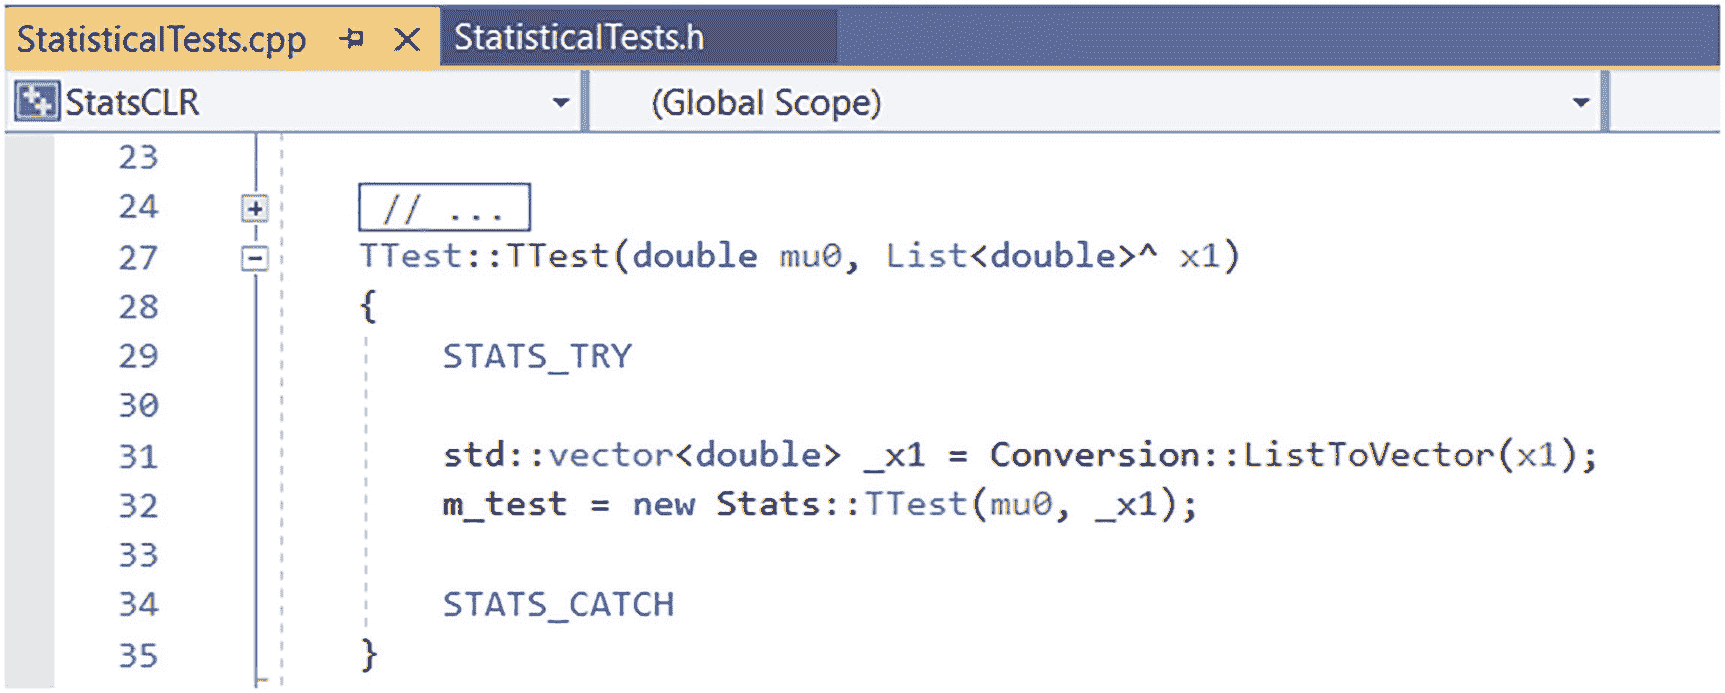 StatisticalTests.cpp StatisticalTests.h
StatsCLR (Global Scope)
23
24 // ...
27 TTest::TTest(double mu0, List<double>^ x1)
28 {
29 STATS_TRY
30
31 std::vector<double> _x1 = Conversion::ListToVector(x1);
32 m_test = new Stats::TTest(mu0, _x1);
33
34 STATS_CATCH
35 }